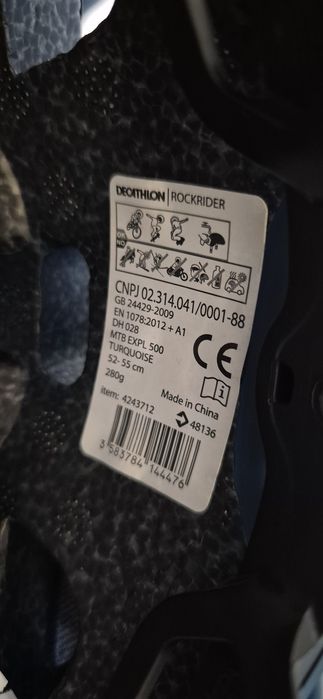 DECATHLON | ROCKRIDER
OK
NO
CNPJ 02.314.041/0001-88
GB 24429-2009
EN 1078:2012 + A1
DH 028
MTB EXPL 500
TURQUOISE
52- 55 cm
280g
CE
i
Made in China
item: 4243712
48136
3 583784 144476